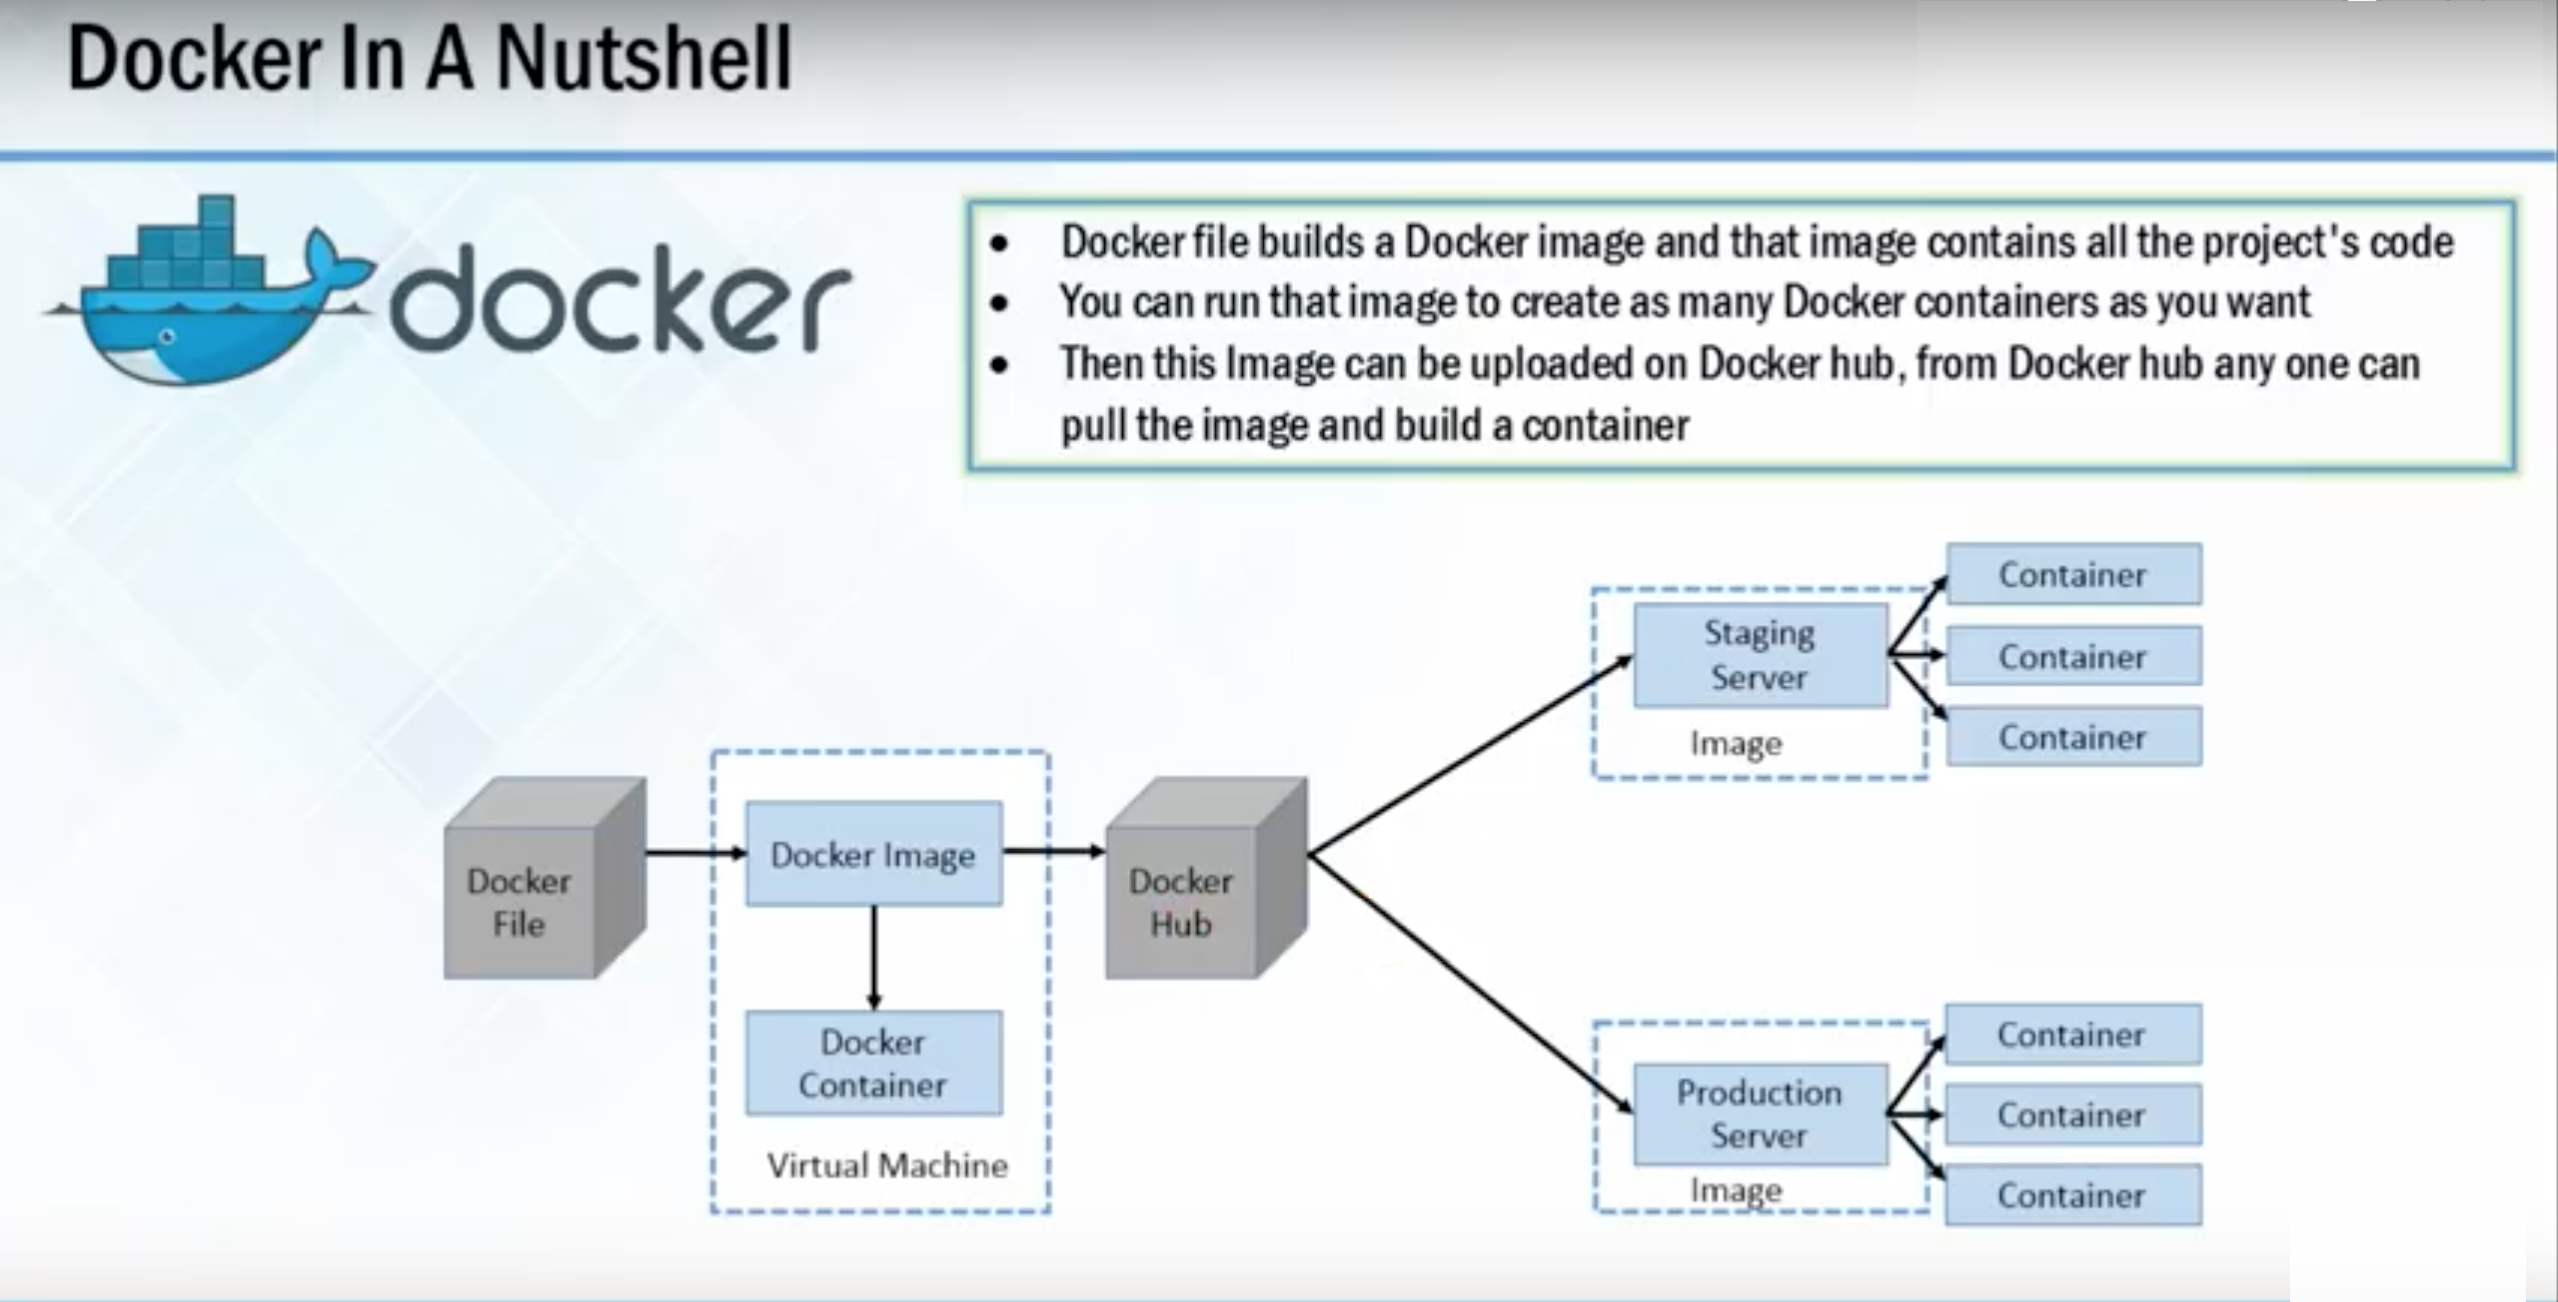 Docker In A Nutshell
docker
• Docker file builds a Docker image and that image contains all the project's code
• You can run that image to create as many Docker containers as you want
• Then this Image can be uploaded on Docker hub, from Docker hub any one can
pull the image and build a container
Docker
File
Docker Image
Docker
Container
Virtual Machine
Docker
Hub
Staging
Server
Image
Container
Container
Container
Production
Server
Image
Container
Container
Container